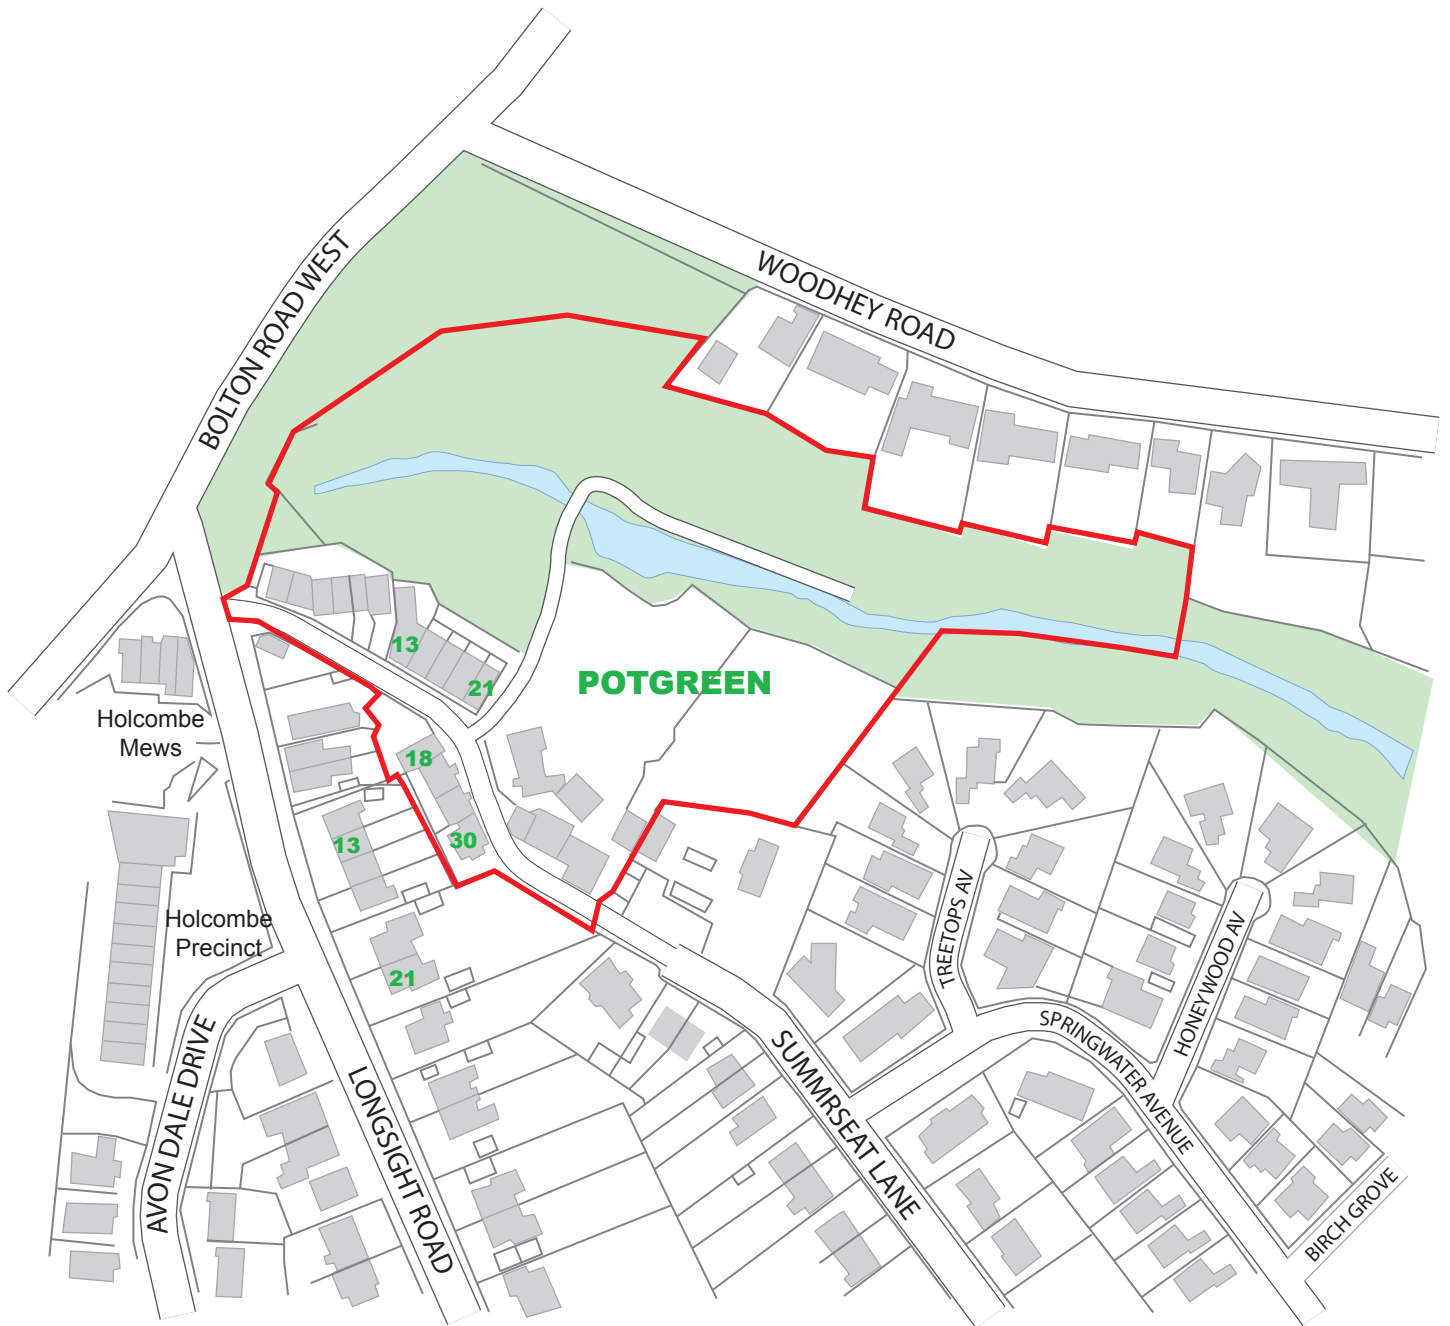 WOODHEY ROAD
BOLTON ROAD WEST
13
21
POTGREEN
Holcombe
Mews
18
30
13
Holcombe
Precinct
21
TREETOPS AV
HONEYWOOD AV
SPRINGWATER AVENUE
AVON DALE DRIVE
LONGSIGHT ROAD
SUMMRSEAT LANE
BIRCH GROVE